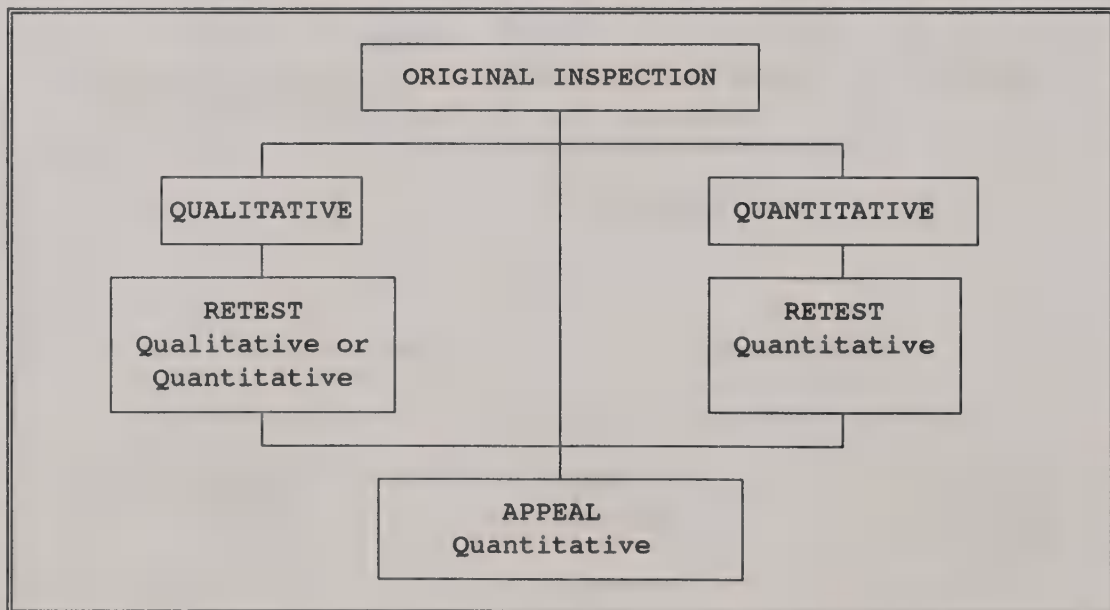 ORIGINAL INSPECTION
QUALITATIVE
QUANTITATIVE
RETEST
Qualitative or
Quantitative
RETEST
Quantitative
APPEAL
Quantitative